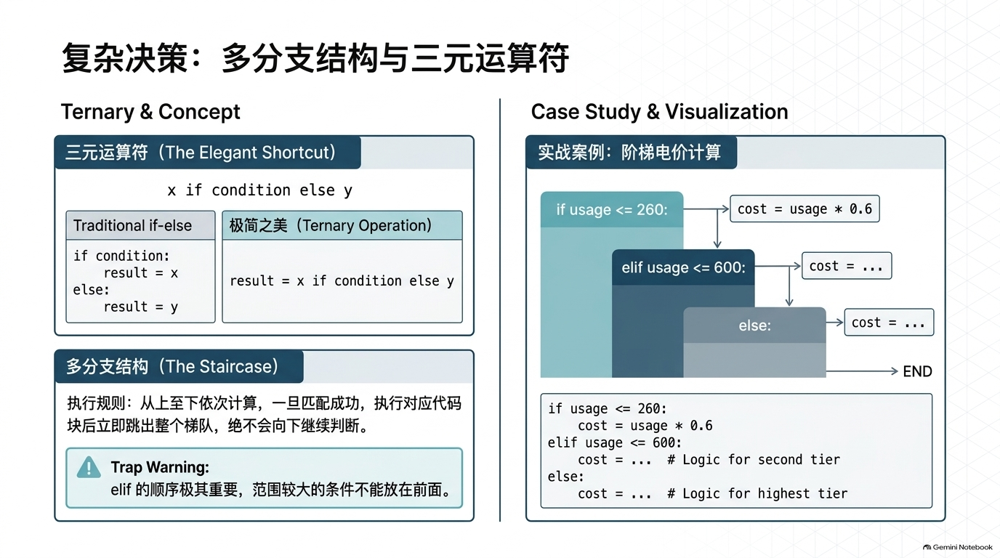 复杂决策：多分支结构与三元运算符
Ternary & Concept
三元运算符（The Elegant Shortcut）
x if condition else y
Traditional if-else
if condition:
    result = x
else:
    result = y
极简之美（Ternary Operation）
result = x if condition else y
多分支结构（The Staircase）
执行规则：从上至下依次计算，一旦匹配成功，执行对应代码
块后立即跳出整个梯队，绝不会向下继续判断。
Trap Warning:
elif 的顺序极其重要，范围较大的条件不能放在前面。
Case Study & Visualization
实战案例：阶梯电价计算
if usage <= 260:
cost = usage * 0.6
elif usage <= 600:
cost = ...
else:
cost = ...
END
if usage <= 260:
    cost = usage * 0.6
elif usage <= 600:
    cost = ...  # Logic for second tier
else:
    cost = ...  # Logic for highest tier
Gemini Notebook